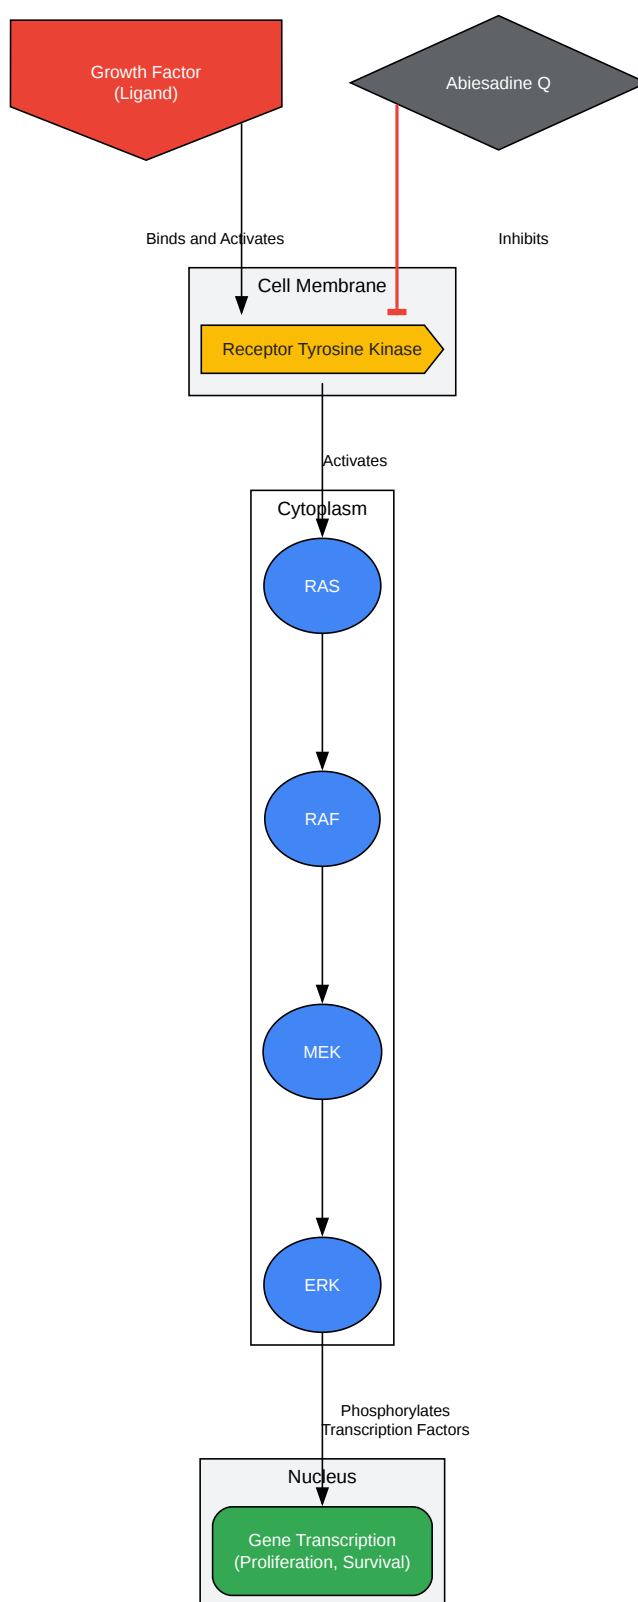 Growth Factor
(Ligand)
Abiesadine Q
Binds and Activates
Inhibits
Cell Membrane
Receptor Tyrosine Kinase
Activates
Cytoplasm
RAS
RAF
MEK
ERK
Phosphorylates
Transcription Factors
Nucleus
Gene Transcription
(Proliferation, Survival)